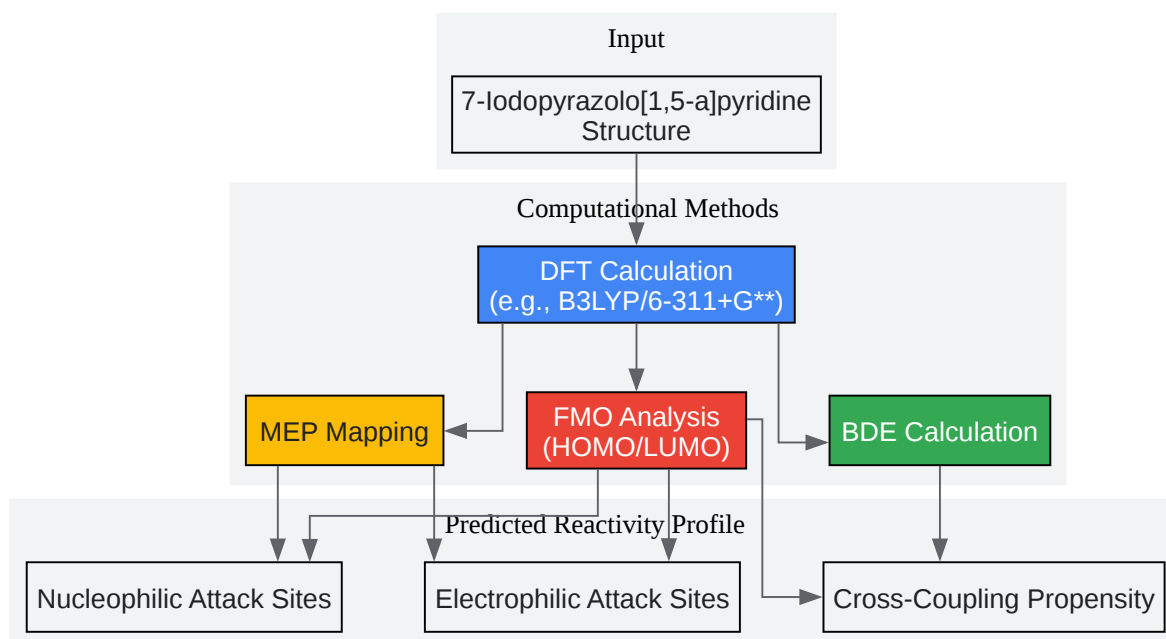 Input
7-Iodopyrazolo[1,5-a]pyridine
Structure
Computational Methods
DFT Calculation
(e.g., B3LYP/6-311+G**)
MEP Mapping
FMO Analysis
(HOMO/LUMO)
BDE Calculation
Predicted Reactivity Profile
Nucleophilic Attack Sites
Electrophilic Attack Sites
Cross-Coupling Propensity